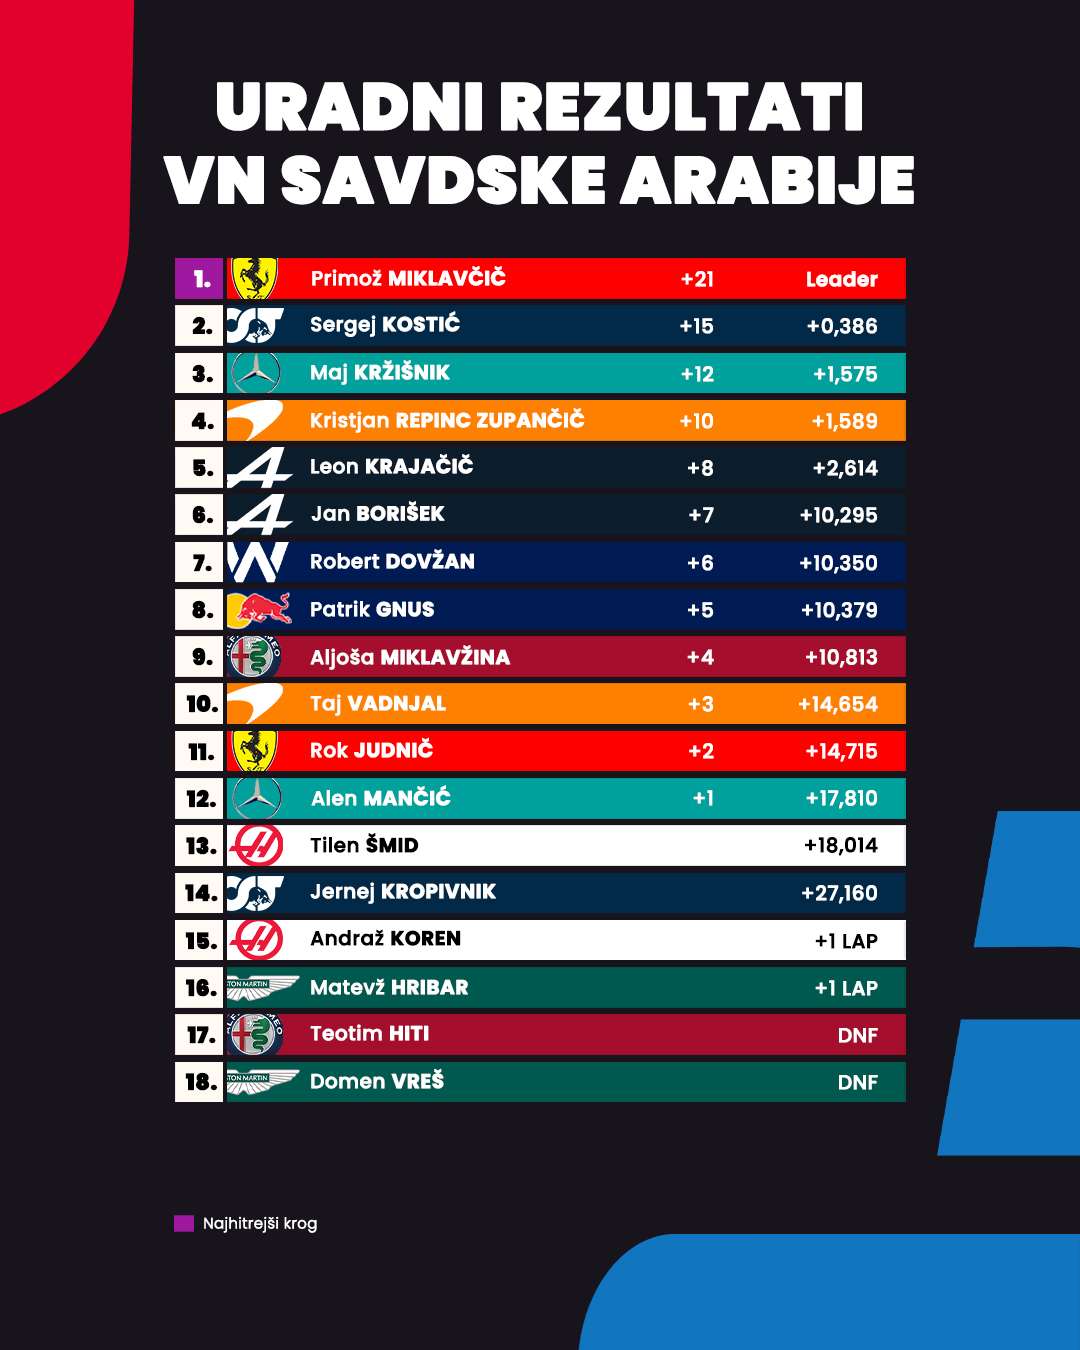 URADNI REZULTATI
VN SAVDSKE ARABIJE
1. Primož MIKLAVČIČ +21 Leader
2. Sergej KOSTIĆ +15 +0,386
3. Maj KRŽIŠNIK +12 +1,575
4. Kristjan REPINC ZUPANČIČ +10 +1,589
5. Leon KRAJAČIČ +8 +2,614
6. Jan BORIŠEK +7 +10,295
7. Robert DOVŽAN +6 +10,350
8. Patrik GNUS +5 +10,379
9. Aljoša MIKLAVŽINA +4 +10,813
10. Taj VADNJAL +3 +14,654
11. Rok JUDNIČ +2 +14,715
12. Alen MANČIĆ +1 +17,810
13. Tilen ŠMID +18,014
14. Jernej KROPIVNIK +27,160
15. Andraž KOREN +1 LAP
16. Matevž HRIBAR +1 LAP
17. Teotim HITI DNF
18. Domen VREŠ DNF
Najhitrejši krog